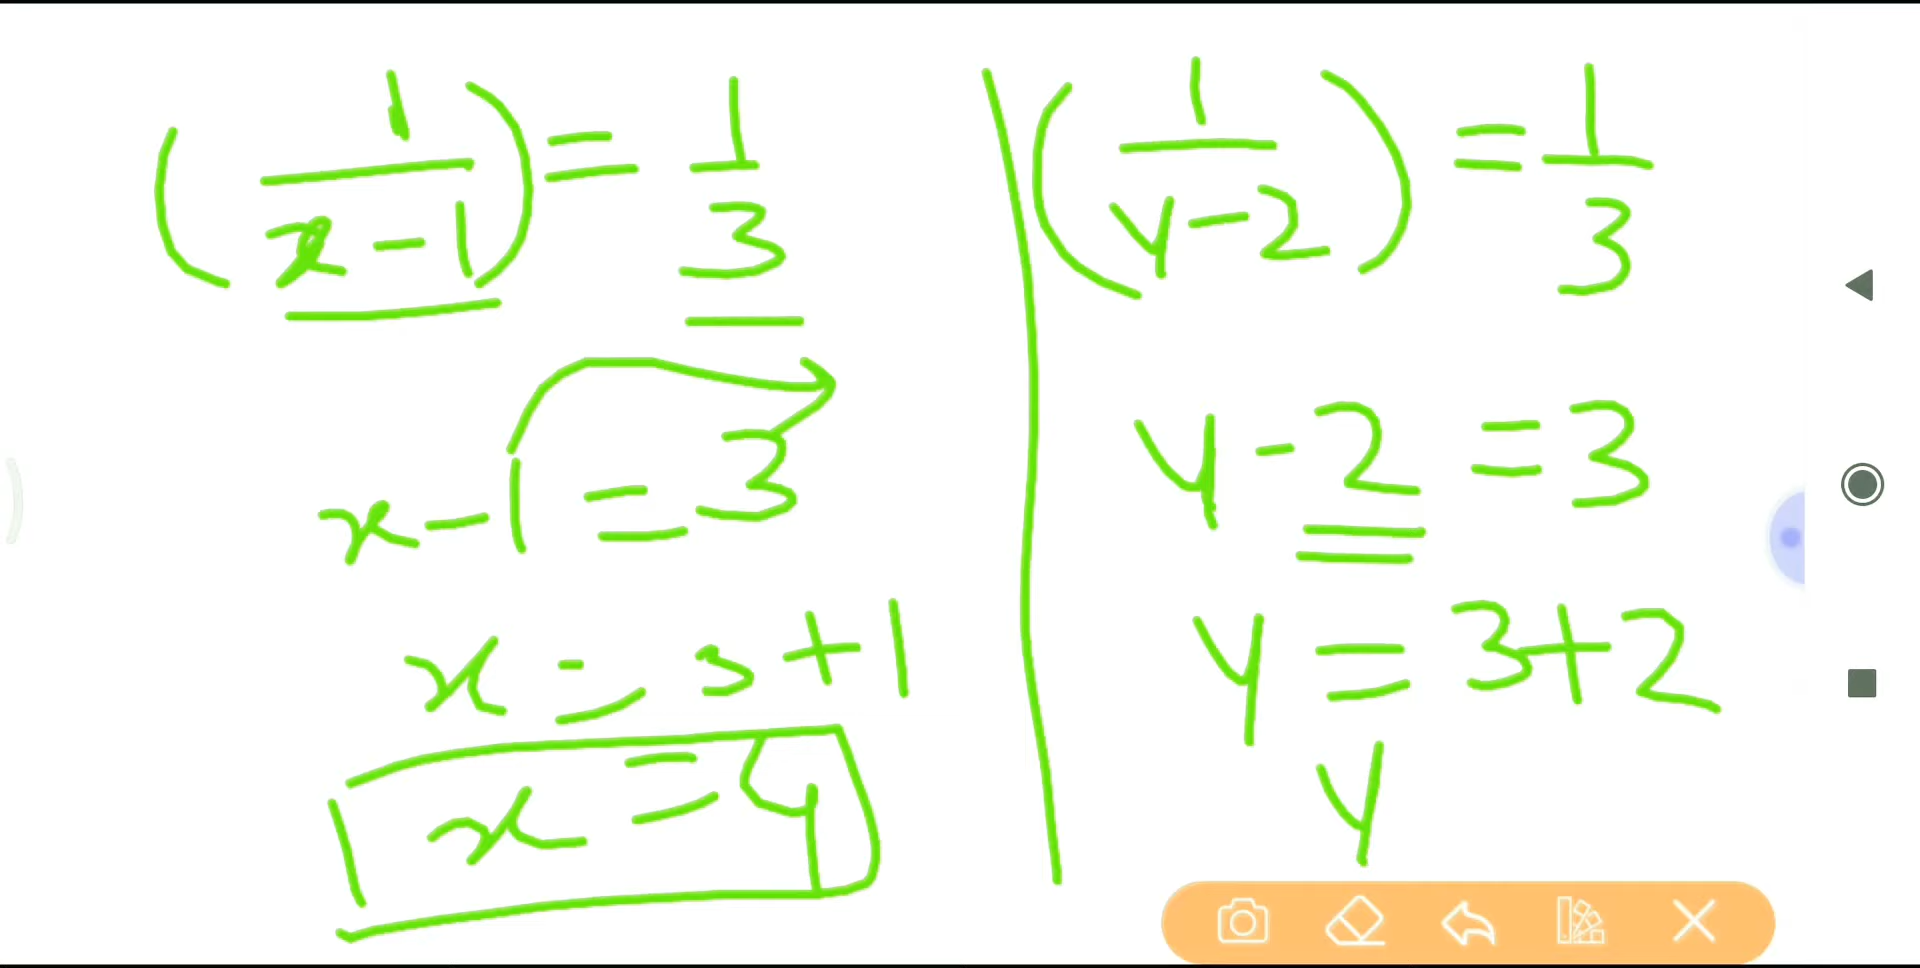 (1/(x-1)) = 1/3
x-1 = 3
x = 3+1
x = 4
(1/(y-2)) = 1/3
y-2 = 3
y = 3+2
y